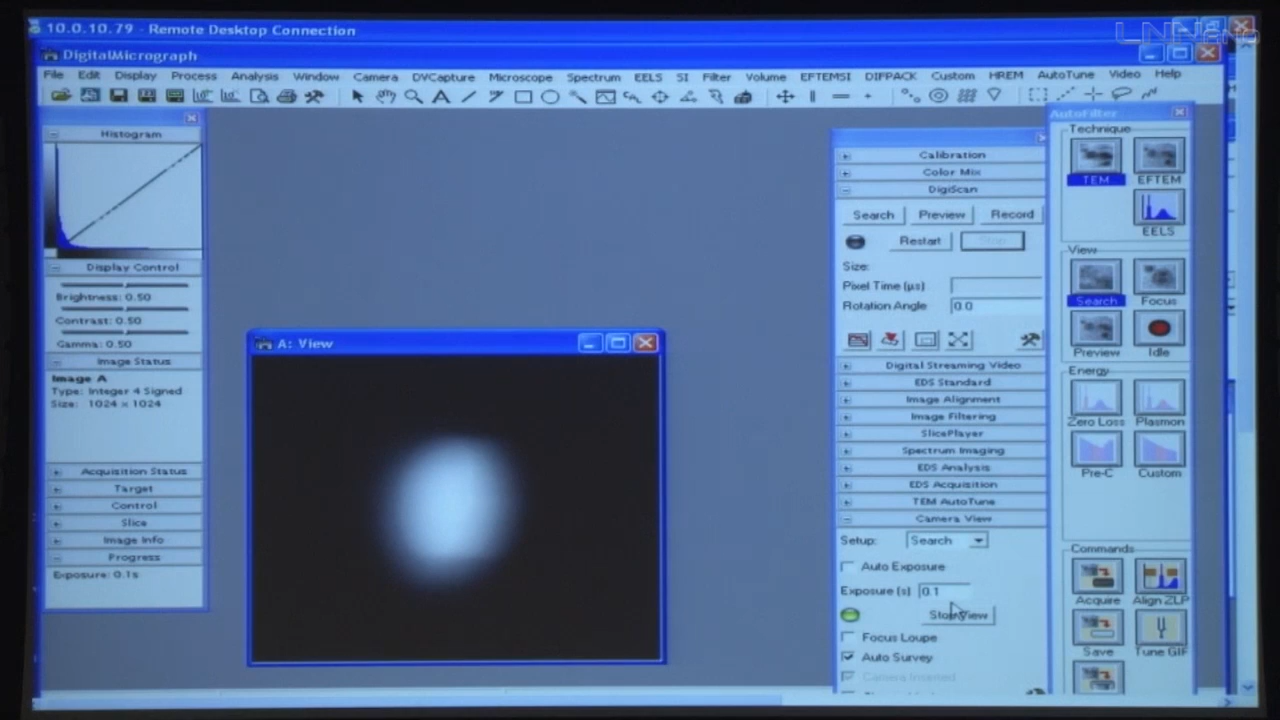 10.0.10.79 - Remote Desktop Connection
DigitalMicrograph
File Edit Display Process Analysis Window Camera DVCapture Microscope Spectrum EELS SI Filter Volume EFTEMSI DIFPACK Custom HREM AutoTune Video Help
Histogram
Display Control
Brightness: 0.50
Contrast: 0.50
Gamma: 0.50
Image Status
Image A
Type: Integer 4 Signed
Size: 1024 x 1024
Acquisition Status
Target
Control
Slice
Image Info
Progress
Exposure: 0.1s
A: View
Calibration
Color Mix
DigiScan
Search Preview Record
Restart Stop
Size:
Pixel Time (µs)
Rotation Angle 0.0
Digital Streaming Video
EDS Standard
Image Alignment
Image Filtering
SlicePlayer
Spectrum Imaging
EDS Analysis
EDS Acquisition
TEM AutoTune
Camera View
Setup: Search
Auto Exposure
Exposure (s) 0.1
Stop View
Focus Loupe
Auto Survey
Camera Inserted
AutoFilter
Technique
TEM EFTEM
EELS
View
Search Focus
Preview Idle
Energy
Zero Loss Plasmon
Pre-C Custom
Commands
Acquire Align ZLP
Save Tune GIF